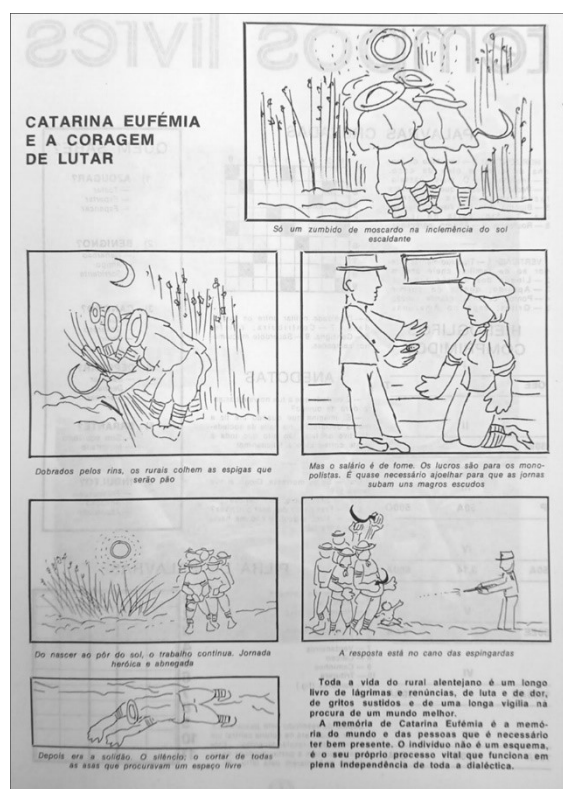 CATARINA EUFÉMIA
E A CORAGEM
DE LUTAR
Só um zumbido de moscardo na inclemência do sol
escaldante
Dobrados pelos rins, os rurais colhem as espigas que
serão pão
Mas o salário é de fome. Os lucros são para os mono-
polistas. É quase necessário ajoelhar para que as jornas
subam uns magros escudos
Do nascer ao pôr do sol, o trabalho continua. Jornada
heróica e abnegada
A resposta está no cano das espingardas
Depois era a solidão. O silêncio, o cortar de todas
as asas que procuravam um espaço livre
Toda a vida do rural alentejano é um longo
livro de lágrimas e renúncias, de luta e de dor,
de gritos sustidos e de uma longa vigília na
procura de um mundo melhor.
A memória de Catarina Eufémia é a memó-
ria do mundo e das pessoas que é necessário
ter bem presente. O indivíduo não é um esquema,
é o seu próprio processo vital que funciona em
plena independência de toda a dialéctica.